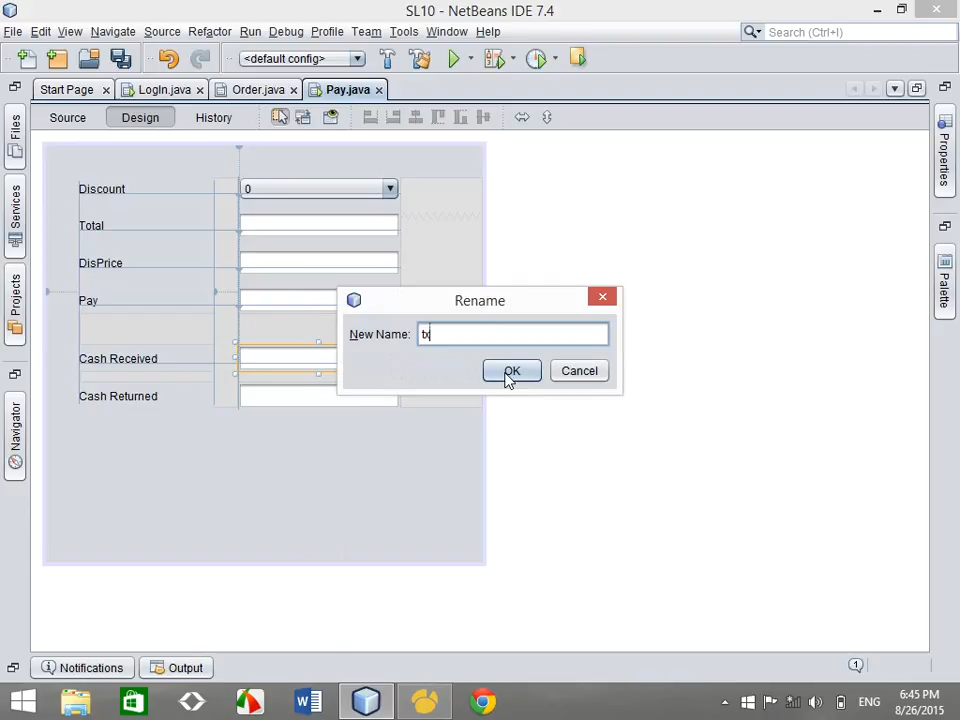 SL10 - NetBeans IDE 7.4
File Edit View Navigate Source Refactor Run Debug Profile Team Tools Window Help
Search (Ctrl+I)
<default config>
Start Page LogIn.java Order.java Pay.java
Source Design History
Files
Services
Projects
Navigator
Properties
Palette
Discount 0
Total
DisPrice
Pay
Cash Received
Cash Returned
Rename
New Name: tx
OK Cancel
Notifications Output
1
ENG
6:45 PM
8/26/2015